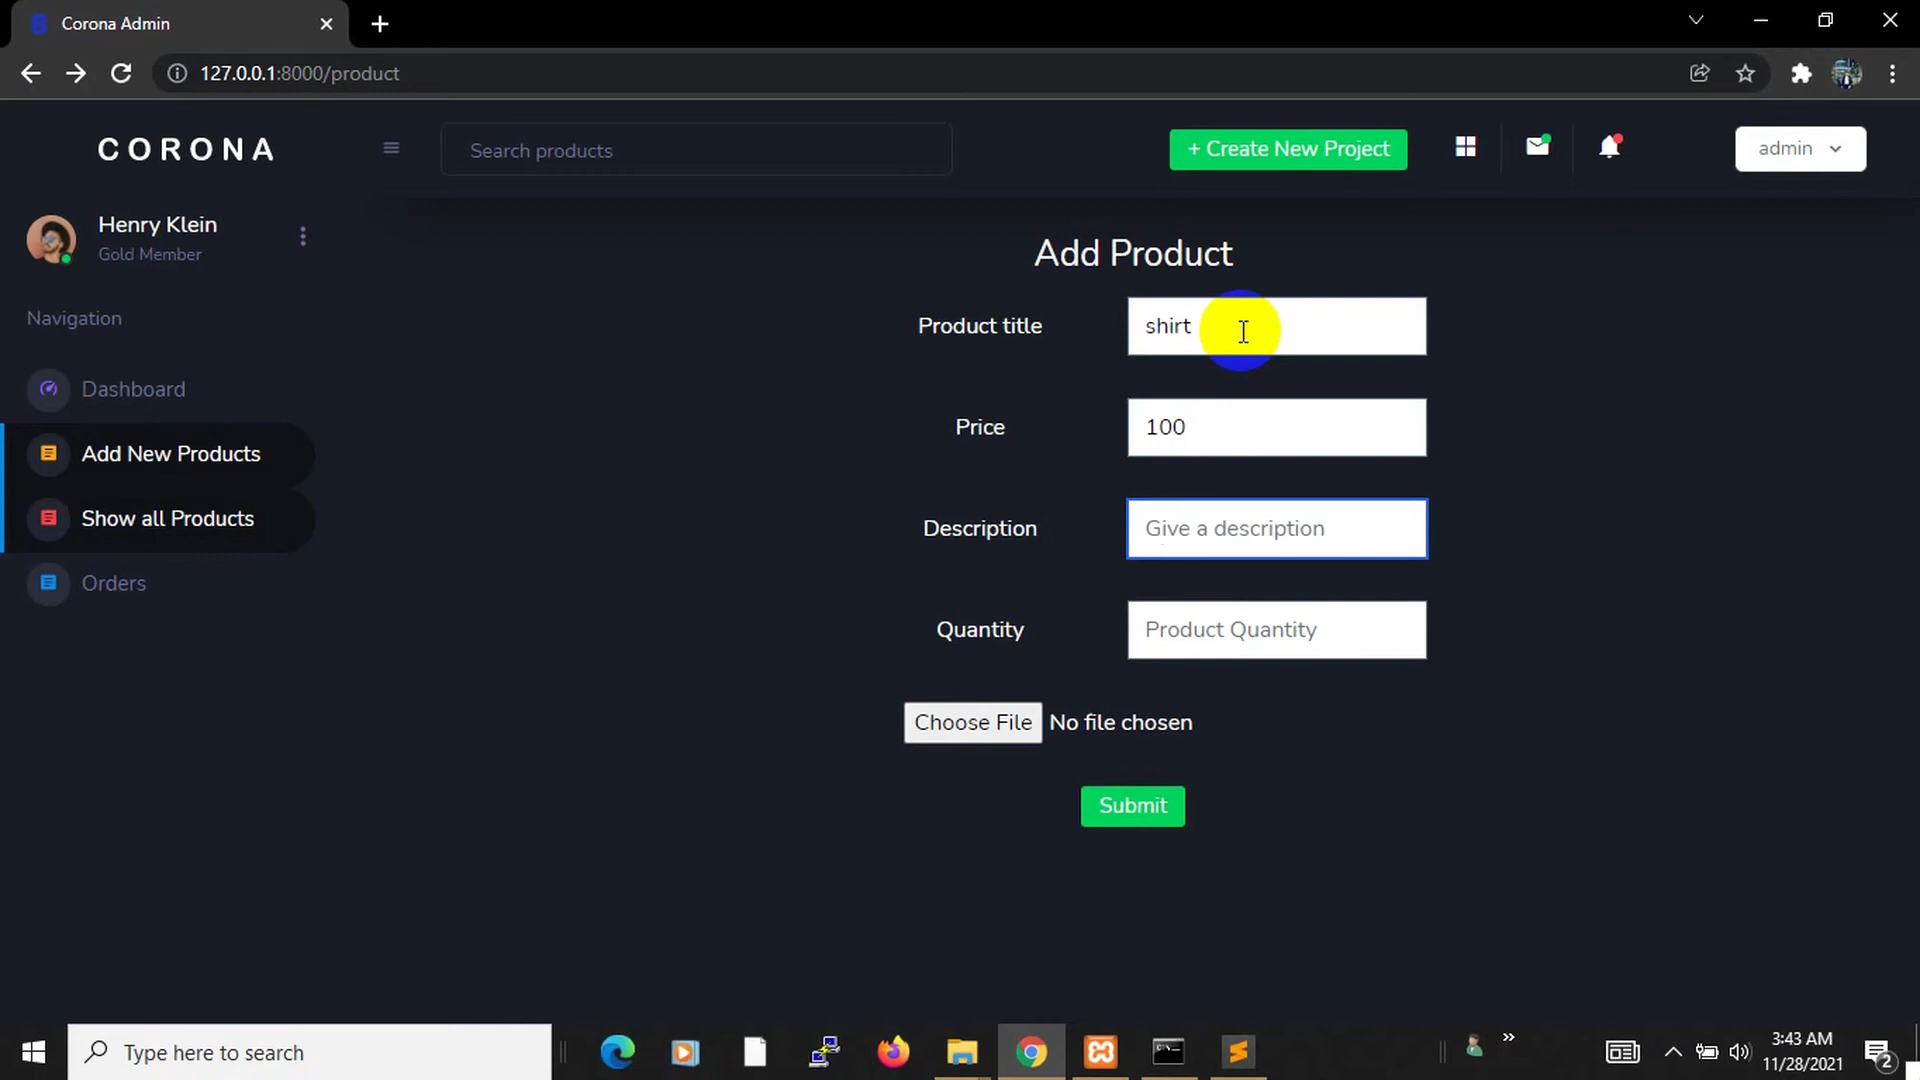 Corona Admin
127.0.0.1:8000/product
CORONA
Search products
+ Create New Project
admin
Henry Klein
Gold Member
Navigation
Dashboard
Add New Products
Show all Products
Orders
Add Product
Product title
shirt
Price
100
Description
Give a description
Quantity
Product Quantity
Choose File No file chosen
Submit
Type here to search
3:43 AM
11/28/2021
2